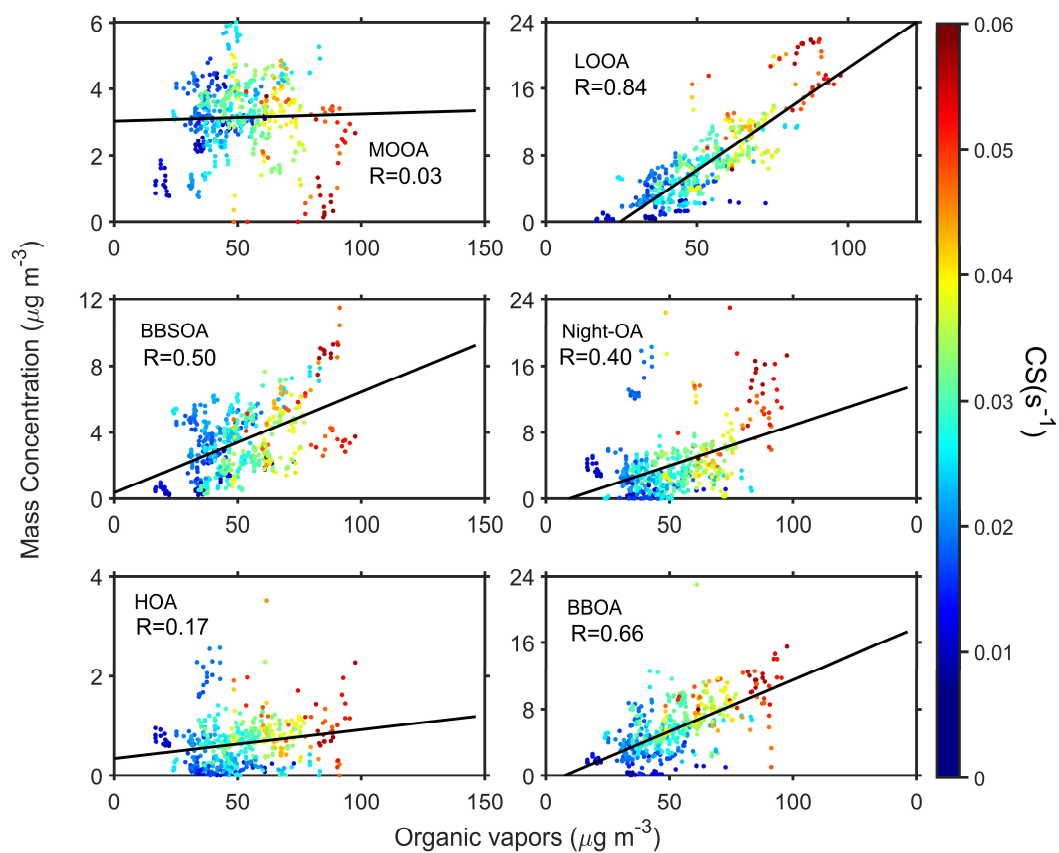 6
4
2
0
MOOA
R=0.03
0 50 100 150
24
16
8
0
LOOA
R=0.84
0 50 100
12
8
4
0
BBSOA
R=0.50
0 50 100 150
24
16
8
0
Night-OA
R=0.40
0 50 100 0
4
2
0
HOA
R=0.17
0 50 100 150
24
16
8
0
BBOA
R=0.66
0 50 100 0
Mass Concentration (μg m⁻³)
Organic vapors (μg m⁻³)
0.06
0.05
0.04
0.03
0.02
0.01
0
CS(s⁻¹)